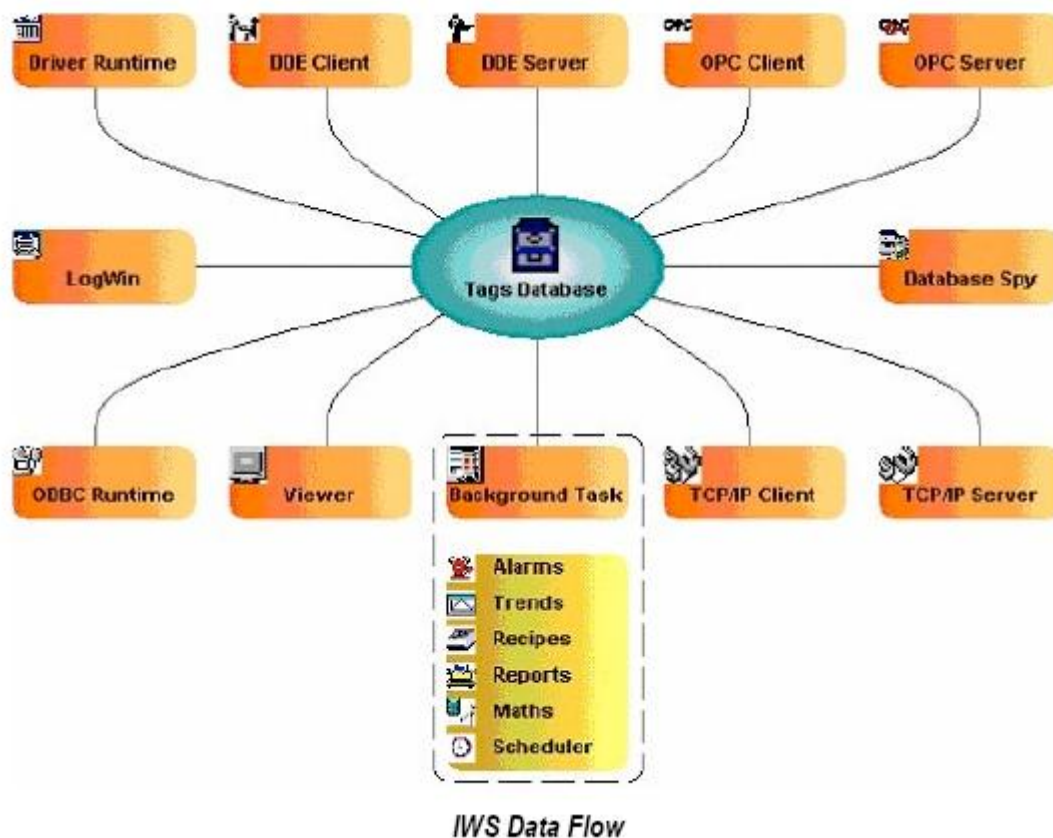 Driver Runtime
DDE Client
DDE Server
OPC Client
OPC Server
LogWin
Tags Database
Database Spy
ODBC Runtime
Viewer
Background Task
TCP/IP Client
TCP/IP Server
Alarms
Trends
Recipes
Reports
Maths
Scheduler
IWS Data Flow